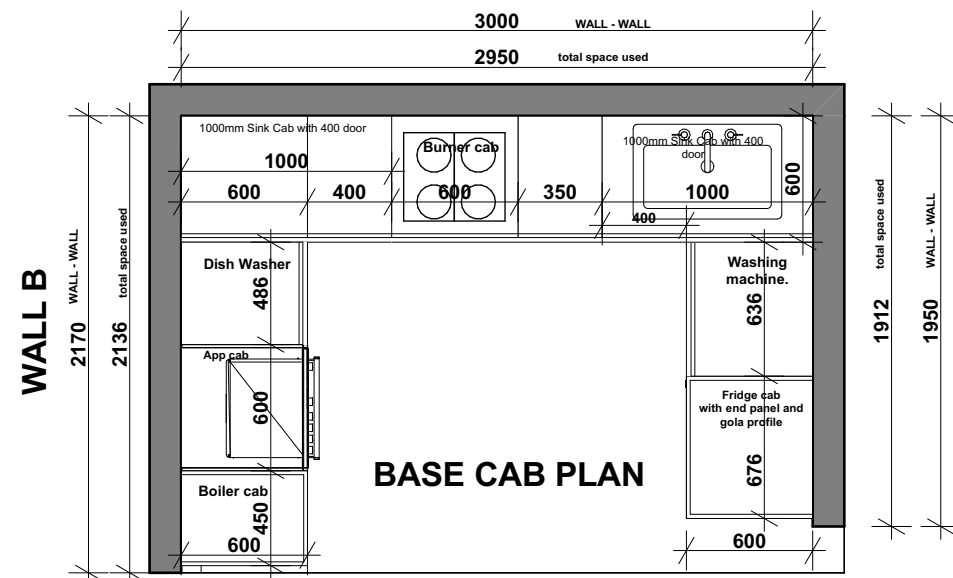 3000 WALL - WALL
2950 total space used
1000mm Sink Cab with 400 door
Burner cab
1000mm Sink Cab with 400
door
1000
600
600 400 600 350 1000
400
WALL B
WALL - WALL
2170
total space used
2136
total space used
1912
WALL - WALL
1950
Dish Washer
486
Washing
machine.
636
App cab
600
Fridge cab
with end panel and
gola profile
676
BASE CAB PLAN
Boiler cab
450
600
600